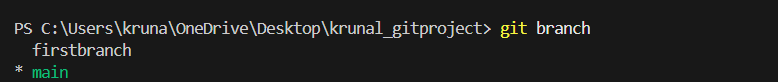 PS C:\Users\kruna\OneDrive\Desktop\krunal_gitproject> git branch
  firstbranch
* main